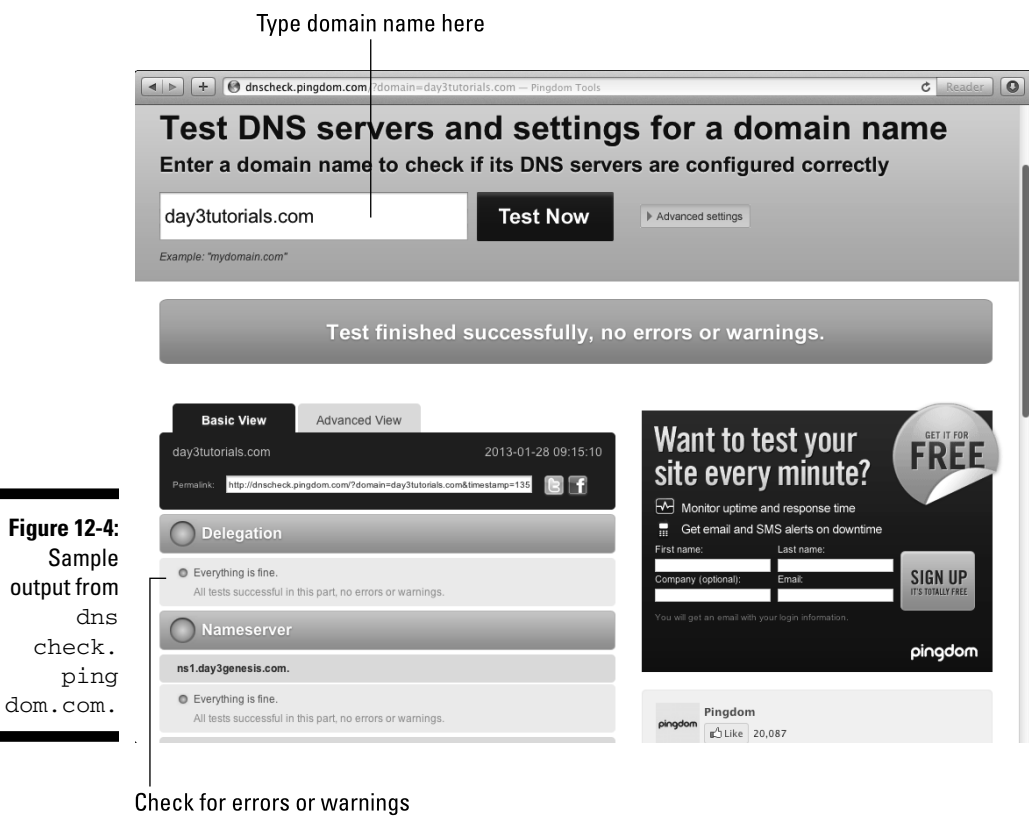 Type domain name here
dnscheck.pingdom.com/?domain=day3tutorials.com — Pingdom Tools
Reader
Test DNS servers and settings for a domain name
Enter a domain name to check if its DNS servers are configured correctly
day3tutorials.com
Test Now
Advanced settings
Example: "mydomain.com"
Test finished successfully, no errors or warnings.
Basic View
Advanced View
day3tutorials.com
2013-01-28 09:15:10
Permalink:
http://dnscheck.pingdom.com/?domain=day3tutorials.com&timestamp=135
Delegation
Everything is fine.
All tests successful in this part, no errors or warnings.
Nameserver
ns1.day3genesis.com.
Everything is fine.
All tests successful in this part, no errors or warnings.
Want to test your
site every minute?
GET IT FOR
FREE
Monitor uptime and response time
Get email and SMS alerts on downtime
First name:
Last name:
Company (optional):
Email:
SIGN UP
IT'S TOTALLY FREE
You will get an email with your login information.
pingdom
pingdom
Pingdom
Like 20,087
Figure 12-4:
Sample
output from
dns
check.
ping
dom.com.
Check for errors or warnings